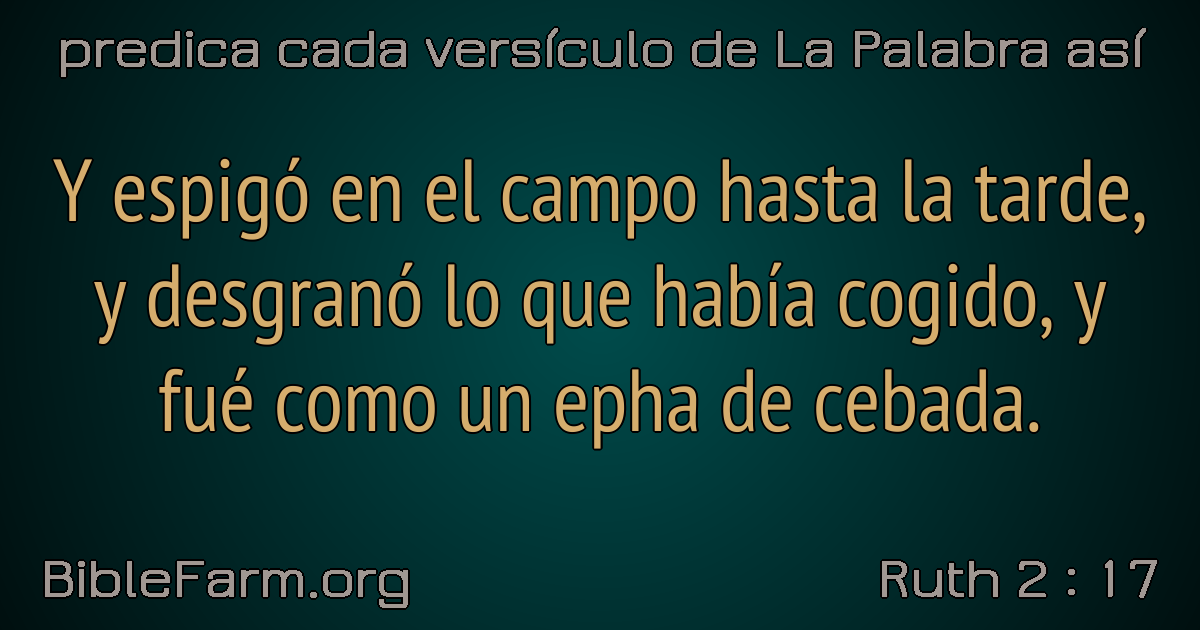 predica cada versículo de La Palabra así
Y espigó en el campo hasta la tarde,
y desgranó lo que había cogido, y
fué como un epha de cebada.
BibleFarm.org
Ruth 2 : 17